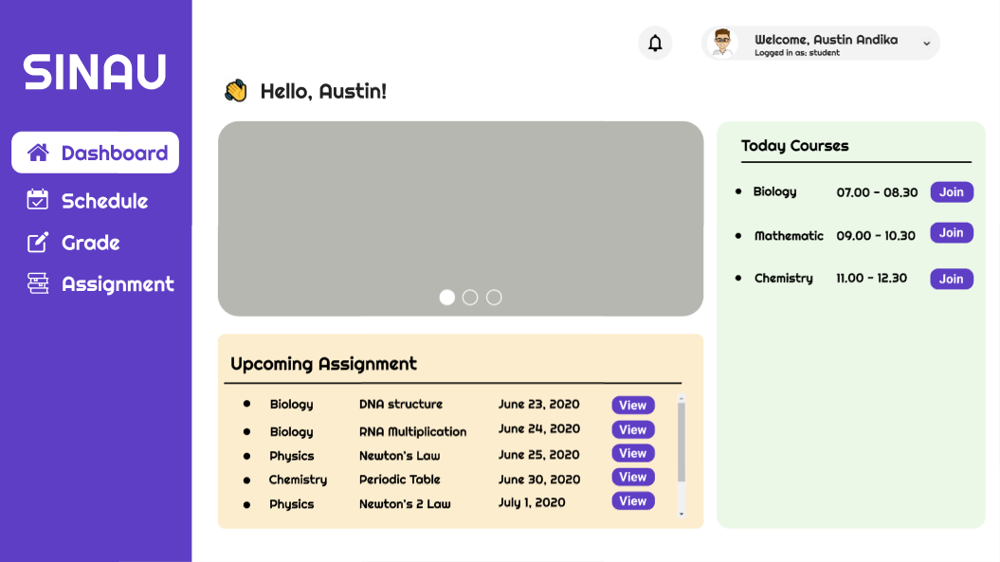 SINAU
Dashboard
Schedule
Grade
Assignment
Welcome, Austin Andika
Logged in as: student
Hello, Austin!
Today Courses
Biology 07.00 - 08.30 Join
Mathematic 09.00 - 10.30 Join
Chemistry 11.00 - 12.30 Join
Upcoming Assignment
Biology DNA structure June 23, 2020 View
Biology RNA Multiplication June 24, 2020 View
Physics Newton's Law June 25, 2020 View
Chemistry Periodic Table June 30, 2020 View
Physics Newton's 2 Law July 1, 2020 View